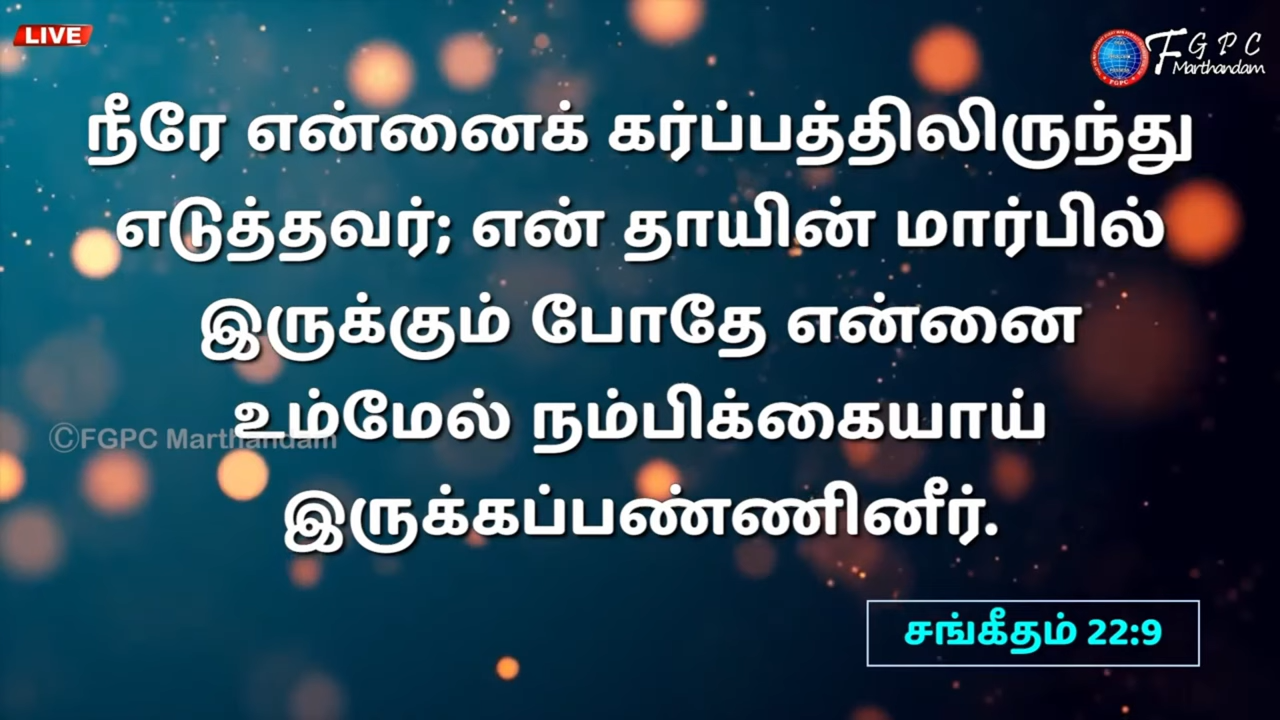 LIVE
F G P C
Marthandam
FGPC
நீரே என்னைக் கர்ப்பத்திலிருந்து
எடுத்தவர்; என் தாயின் மார்பில்
இருக்கும் போதே என்னை
உம்மேல் நம்பிக்கையாய்
©FGPC Marthandam
இருக்கப்பண்ணினீர்.
சங்கீதம் 22:9